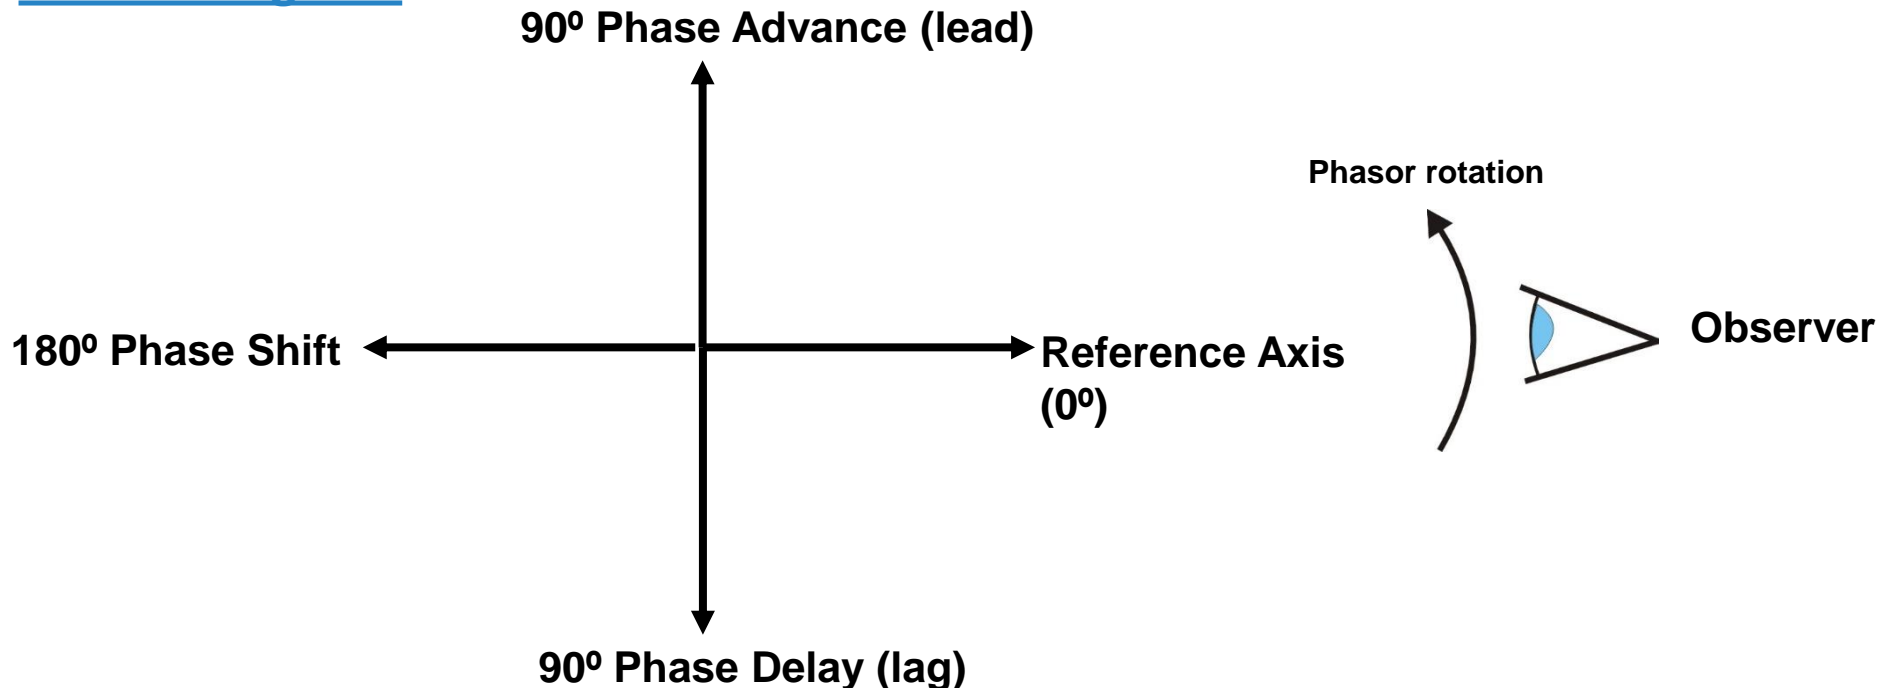 90º Phase Advance (lead)
Phasor rotation
Observer
180º Phase Shift
Reference Axis
(0º)
90º Phase Delay (lag)